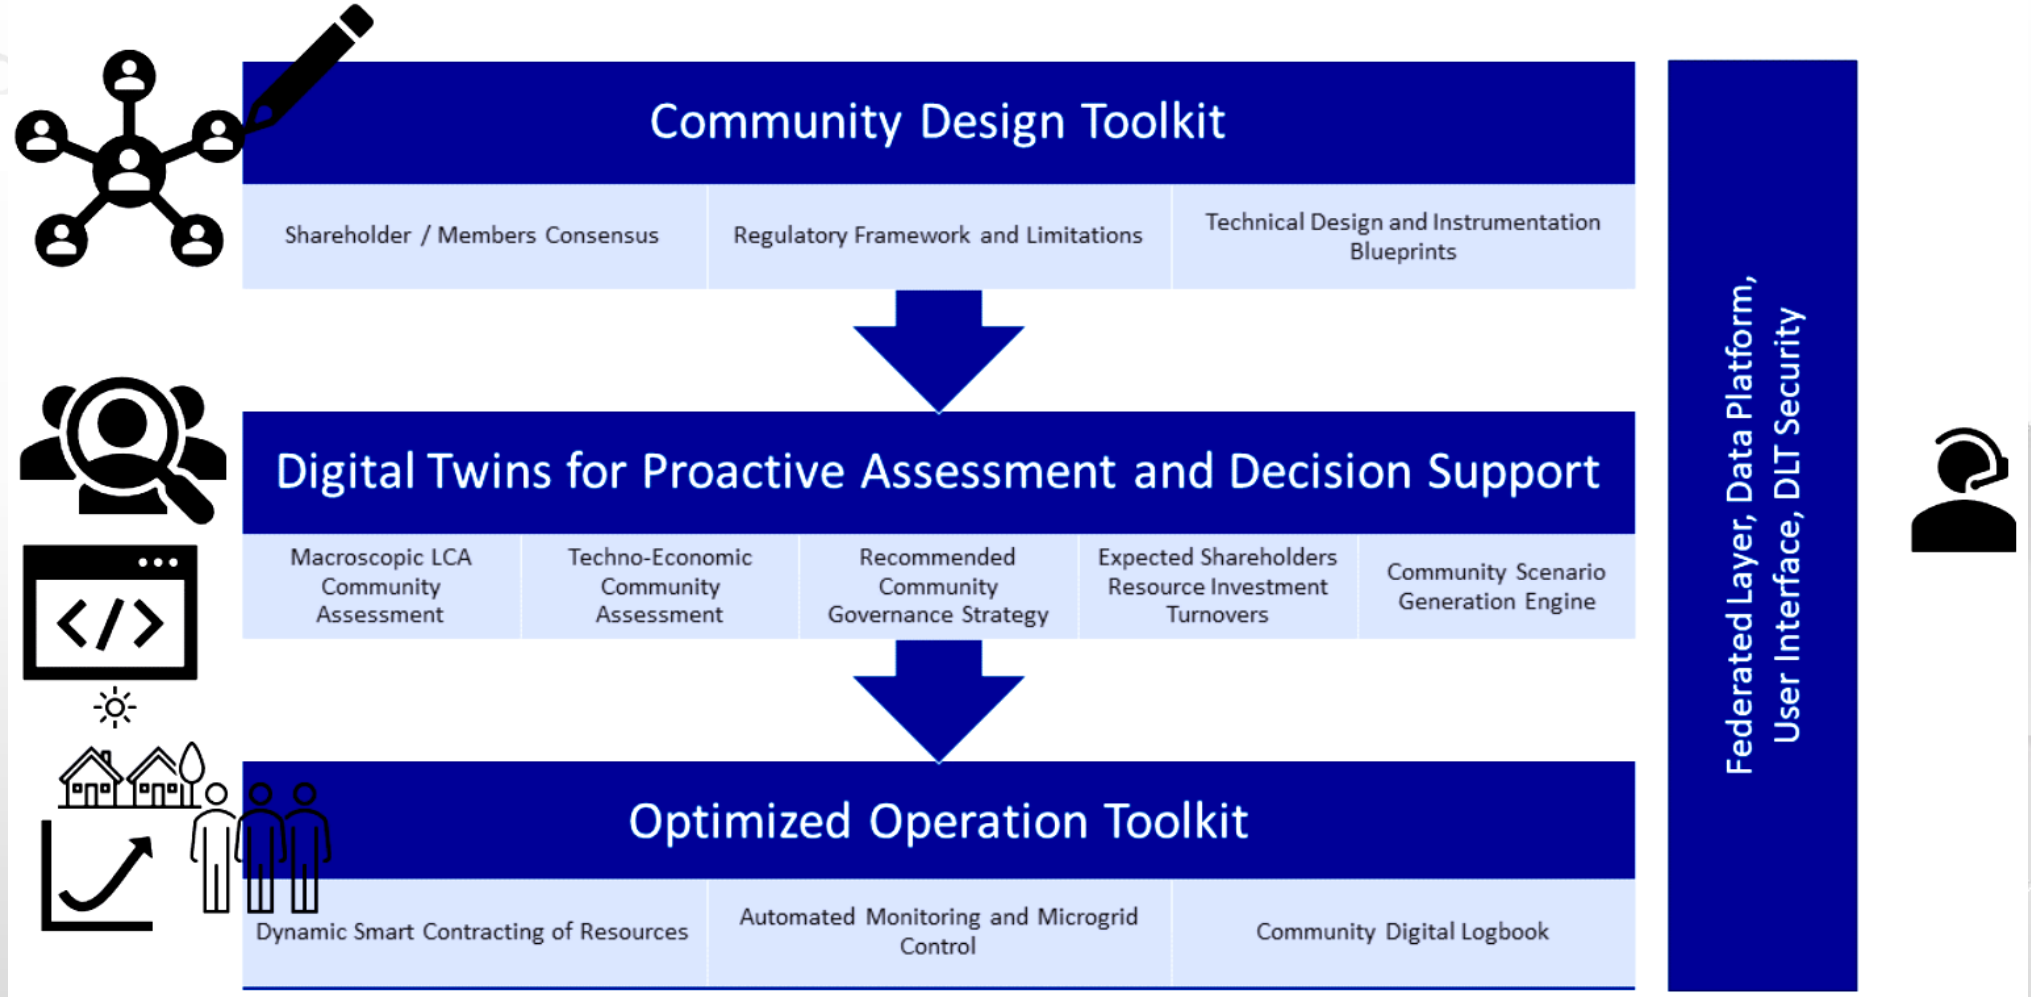 Community Design Toolkit
Shareholder / Members Consensus
Regulatory Framework and Limitations
Technical Design and Instrumentation
Blueprints
Digital Twins for Proactive Assessment and Decision Support
Macroscopic LCA
Community
Assessment
Techno-Economic
Community
Assessment
Recommended
Community
Governance Strategy
Expected Shareholders
Resource Investment
Turnovers
Community Scenario
Generation Engine
</>
Optimized Operation Toolkit
Dynamic Smart Contracting of Resources
Automated Monitoring and Microgrid
Control
Community Digital Logbook
Federated Layer, Data Platform,
User Interface, DLT Security